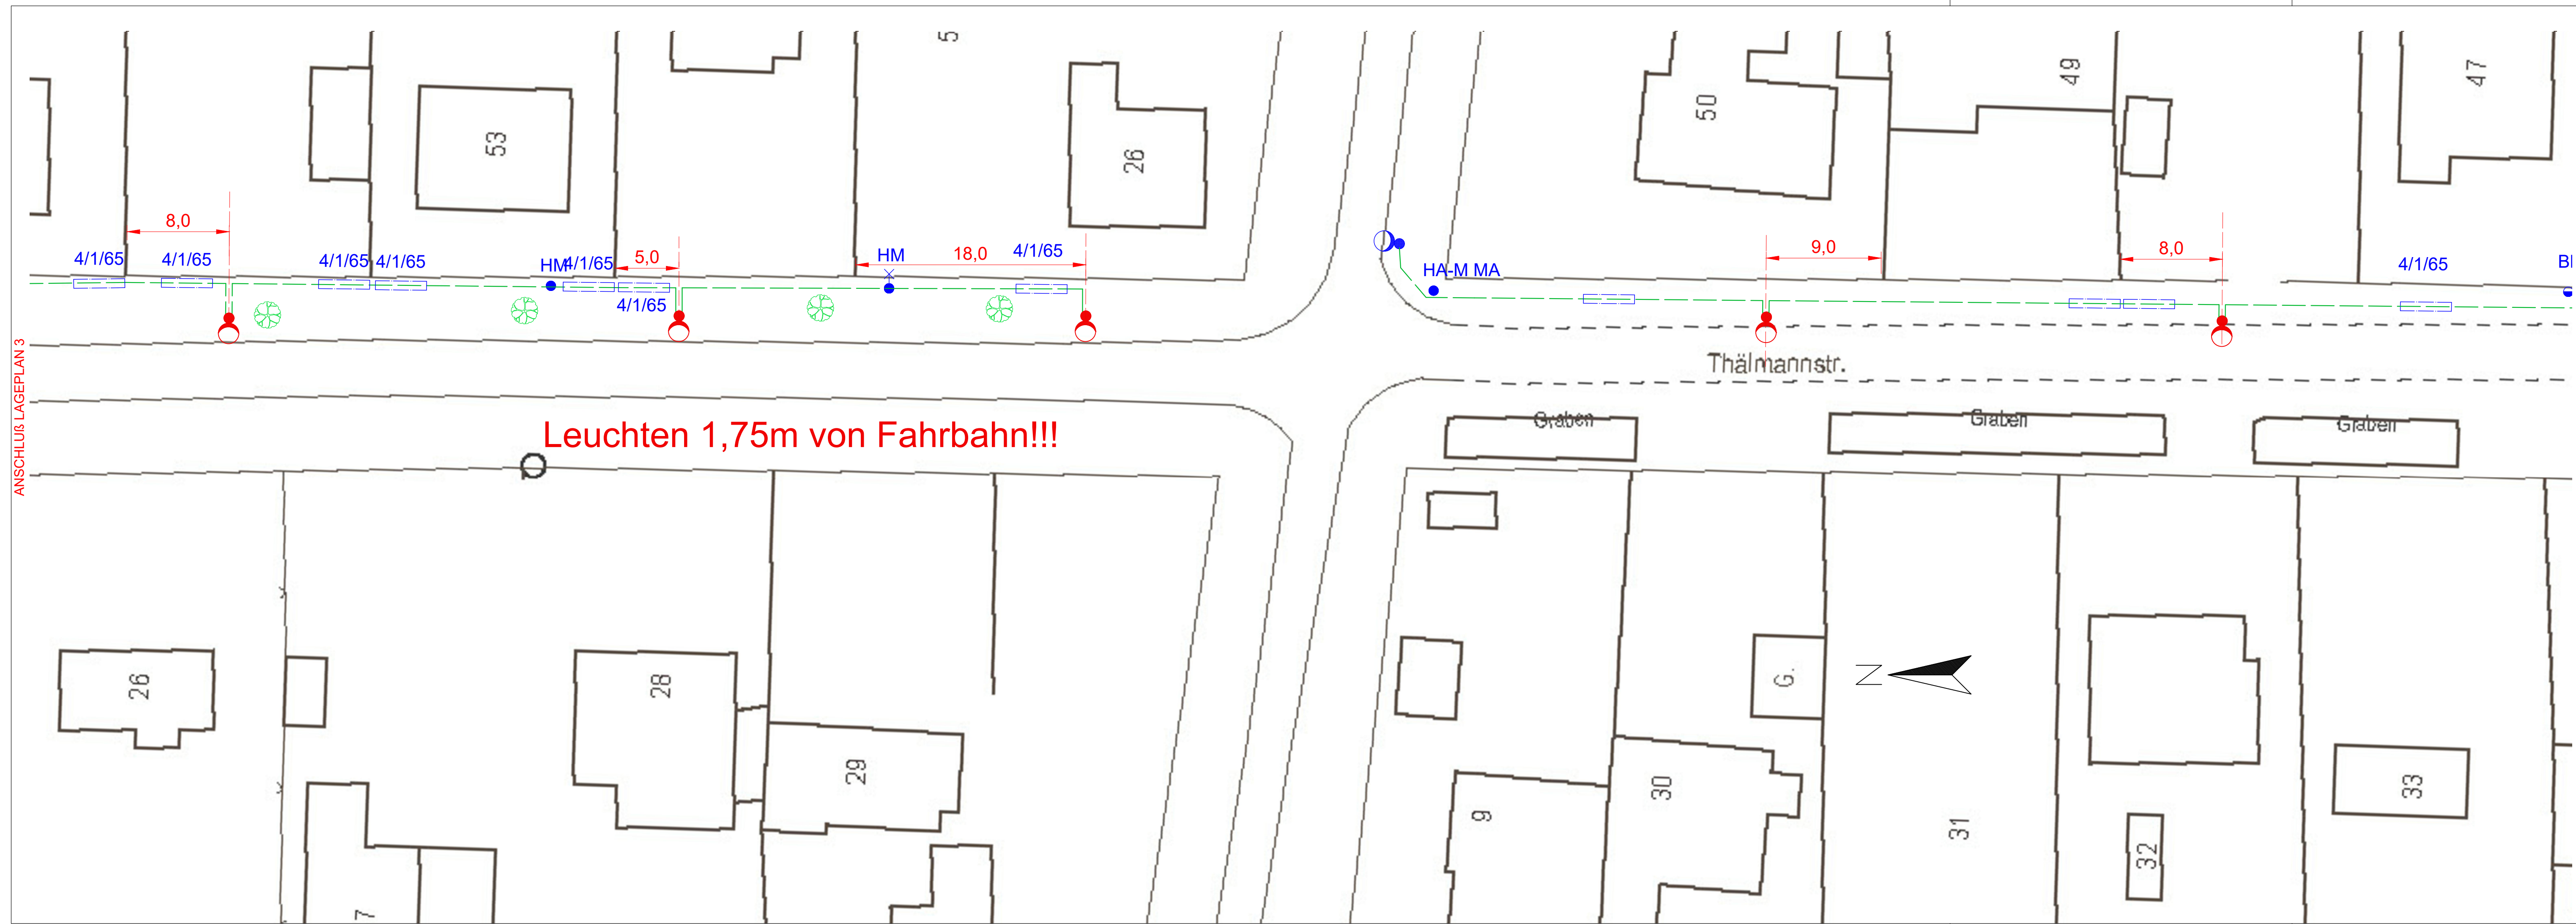 5
49
47
50
53
26
8,0
5,0
18,0
9,0
8,0
4/1/65
4/1/65
4/1/65
4/1/65
HM
4/1/65
HM
4/1/65
4/1/65
HA-M MA
4/1/65
ANSCHLUß LAGEPLAN 3
Thälmannstr.
Graben
Graben
Graben
Leuchten 1,75m von Fahrbahn!!!
26
28
G.
N
29
30
9
31
32
33
7